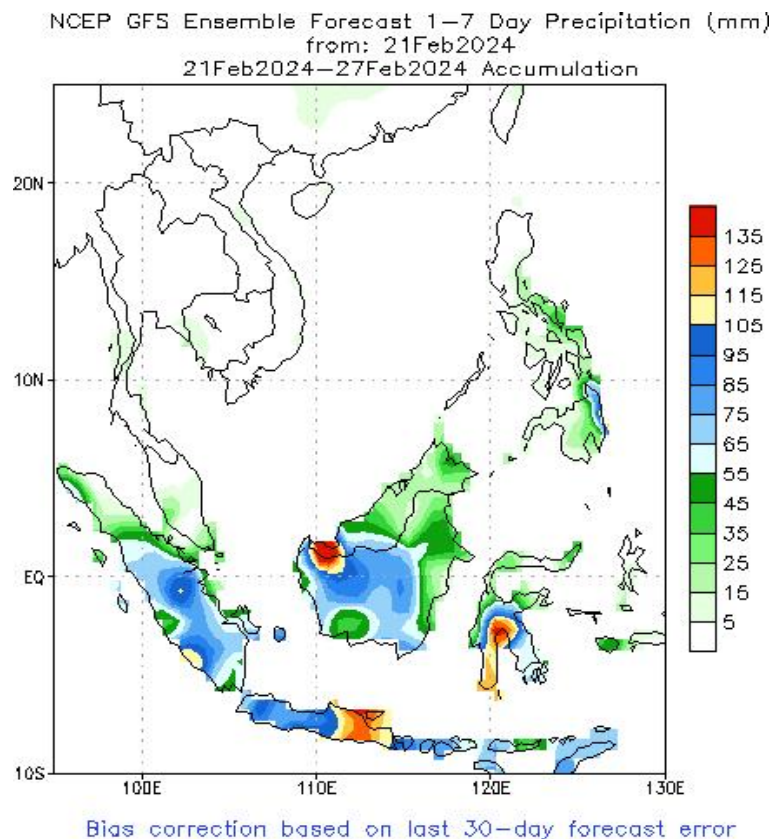 NCEP GFS Ensemble Forecast 1-7 Day Precipitation (mm)
from: 21Feb2024
21Feb2024-27Feb2024 Accumulation
20N
10N
EQ
10S
100E
110E
120E
130E
135
125
115
105
95
85
75
65
55
45
35
25
15
5
Bias correction based on last 30-day forecast error